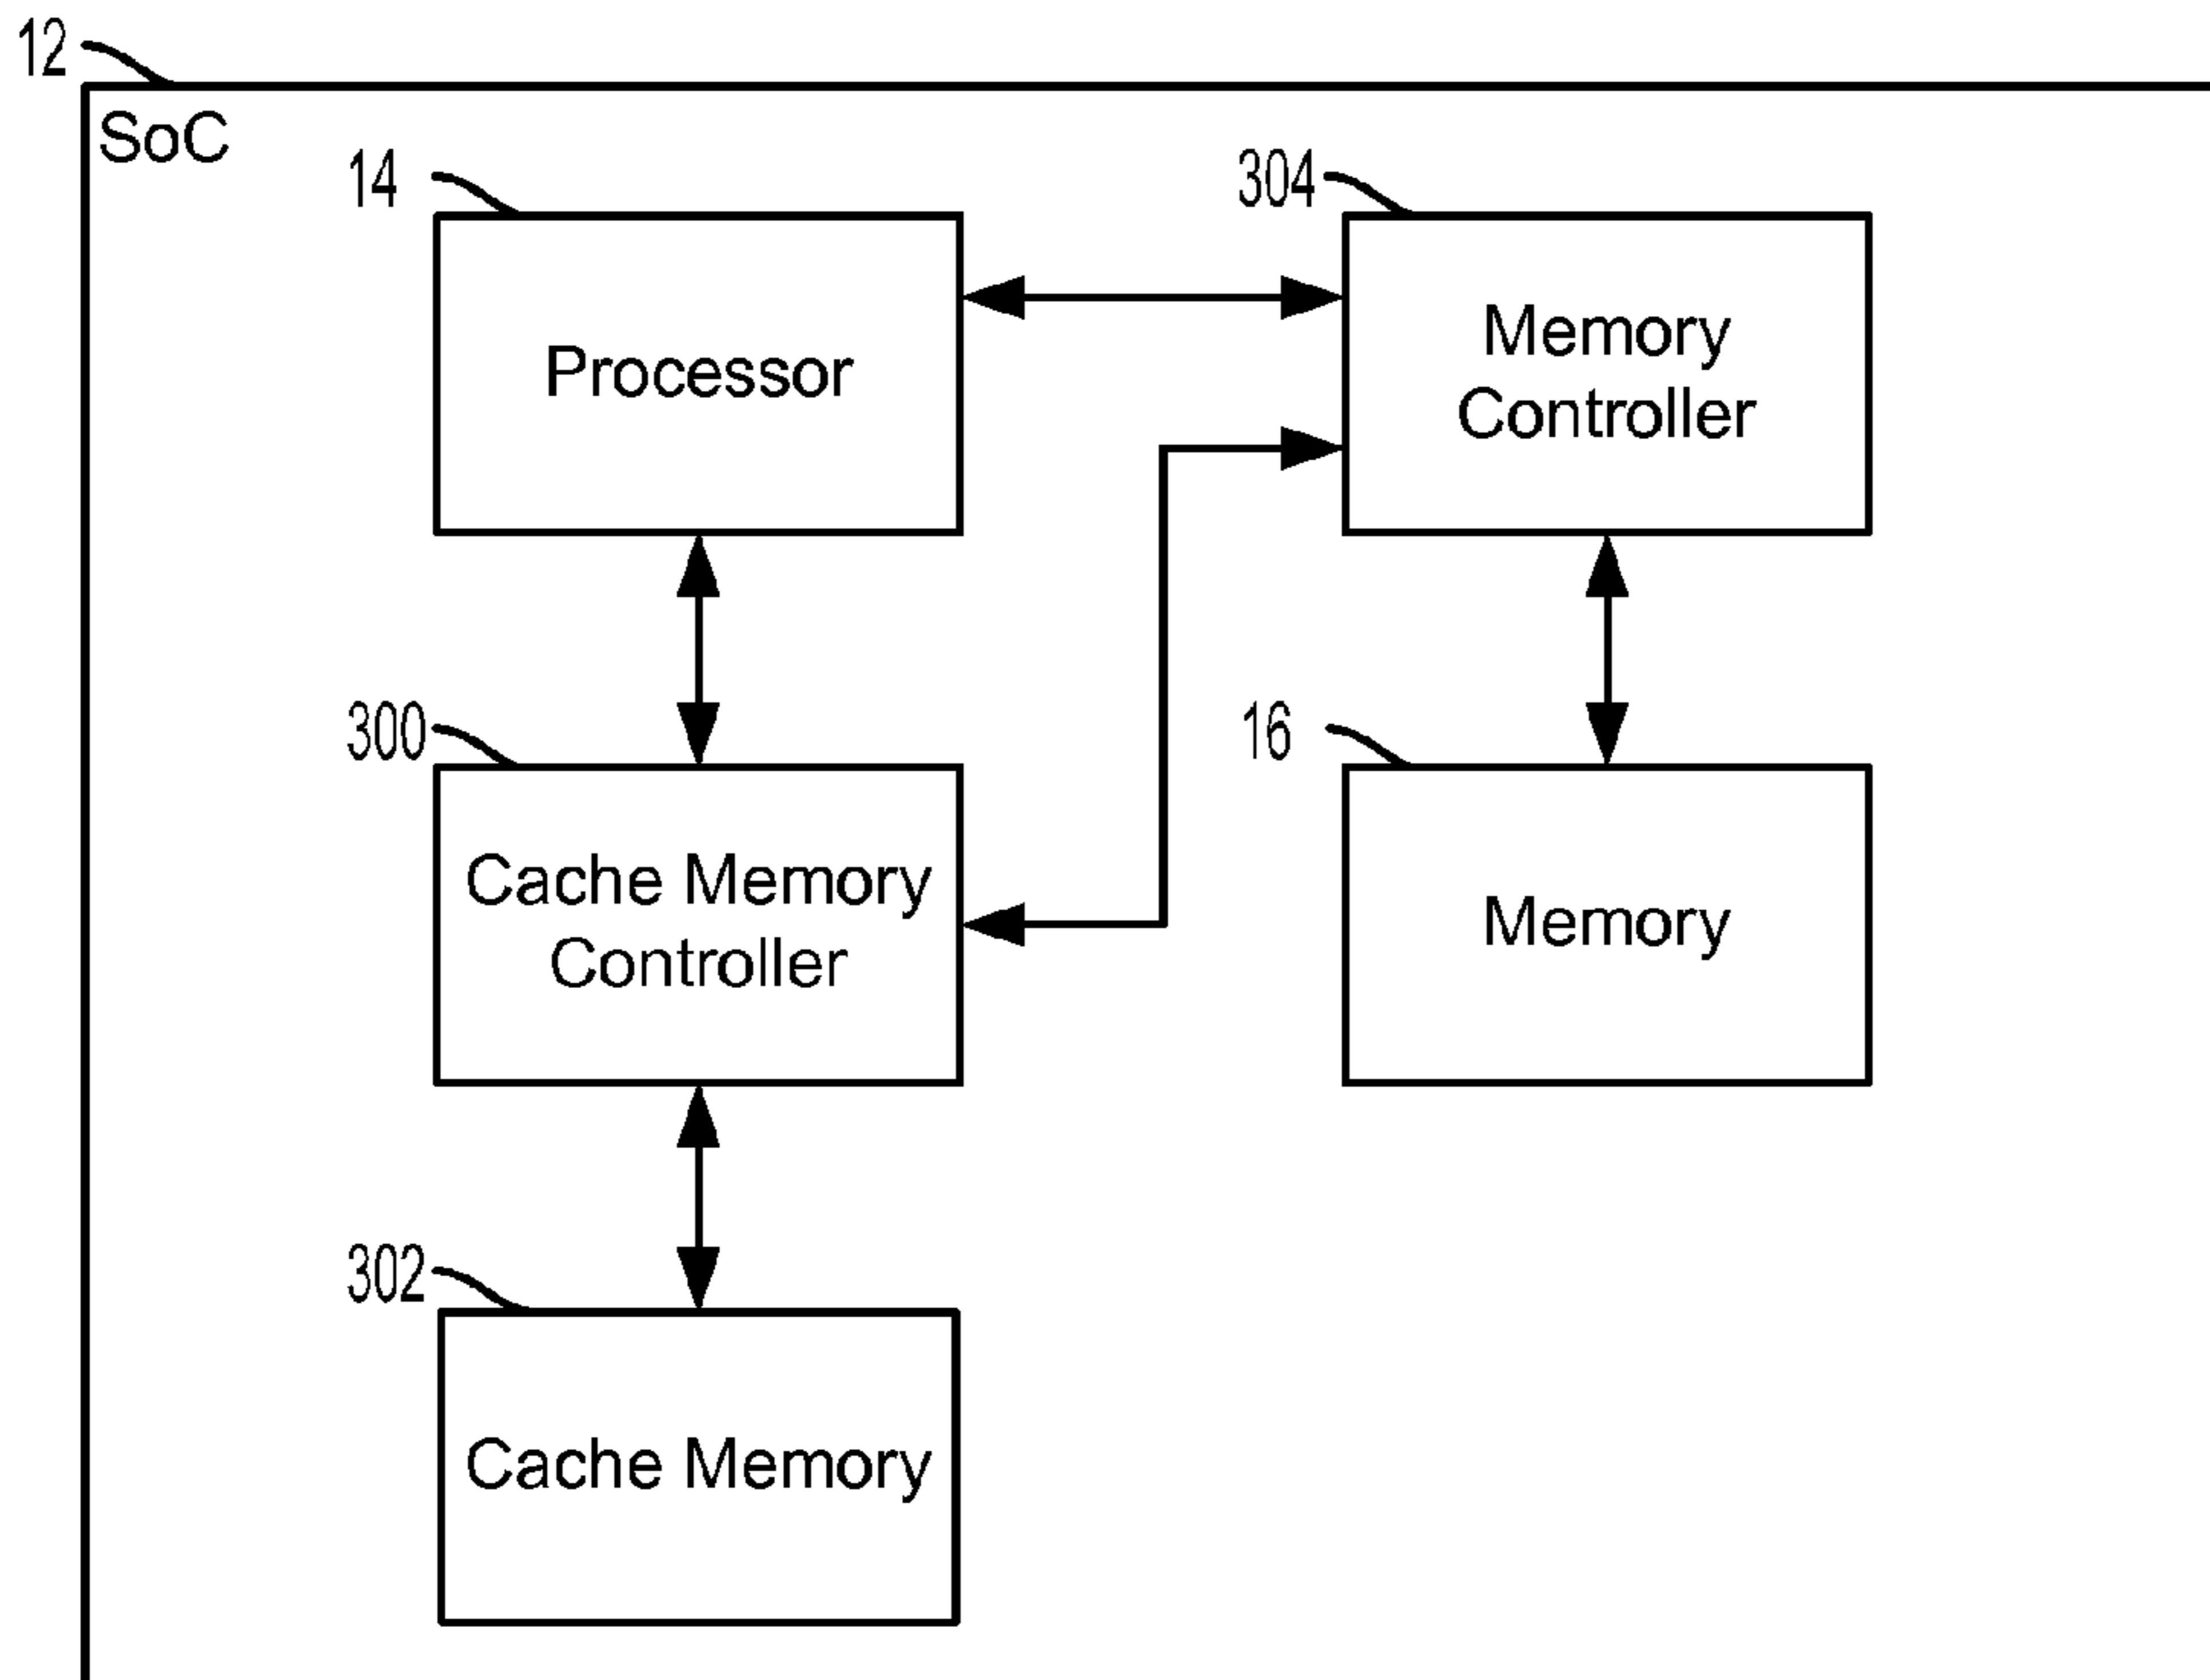 12
SoC
14
304
Processor
Memory
Controller
300
16
Cache Memory
Controller
Memory
302
Cache Memory